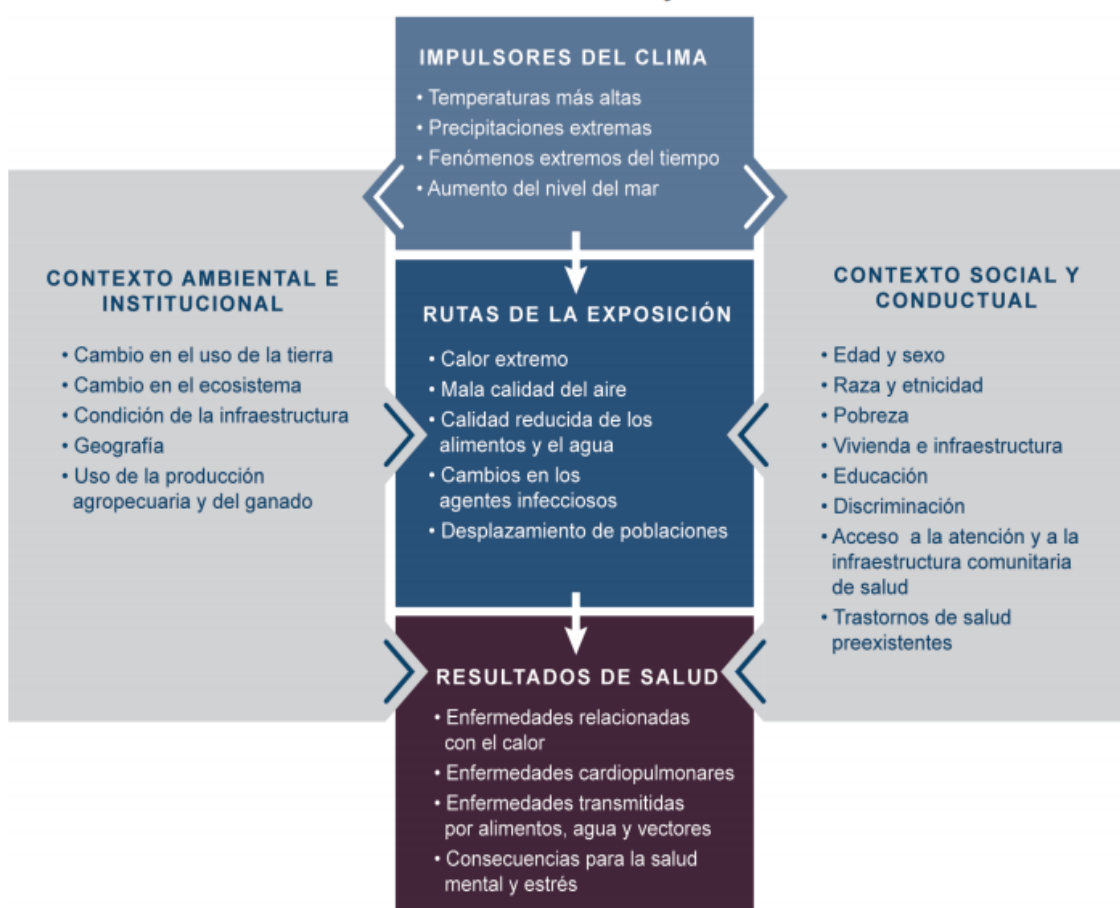 IMPULSORES DEL CLIMA
• Temperaturas más altas
• Precipitaciones extremas
• Fenómenos extremos del tiempo
• Aumento del nivel del mar
CONTEXTO AMBIENTAL E
INSTITUCIONAL
• Cambio en el uso de la tierra
• Cambio en el ecosistema
• Condición de la infraestructura
• Geografía
• Uso de la producción
agropecuaria y del ganado
RUTAS DE LA EXPOSICIÓN
• Calor extremo
• Mala calidad del aire
• Calidad reducida de los
alimentos y el agua
• Cambios en los
agentes infecciosos
• Desplazamiento de poblaciones
CONTEXTO SOCIAL Y
CONDUCTUAL
• Edad y sexo
• Raza y etnicidad
• Pobreza
• Vivienda e infraestructura
• Educación
• Discriminación
• Acceso a la atención y a la
infraestructura comunitaria
de salud
• Trastornos de salud
preexistentes
RESULTADOS DE SALUD
• Enfermedades relacionadas
con el calor
• Enfermedades cardiopulmonares
• Enfermedades transmitidas
por alimentos, agua y vectores
• Consecuencias para la salud
mental y estrés